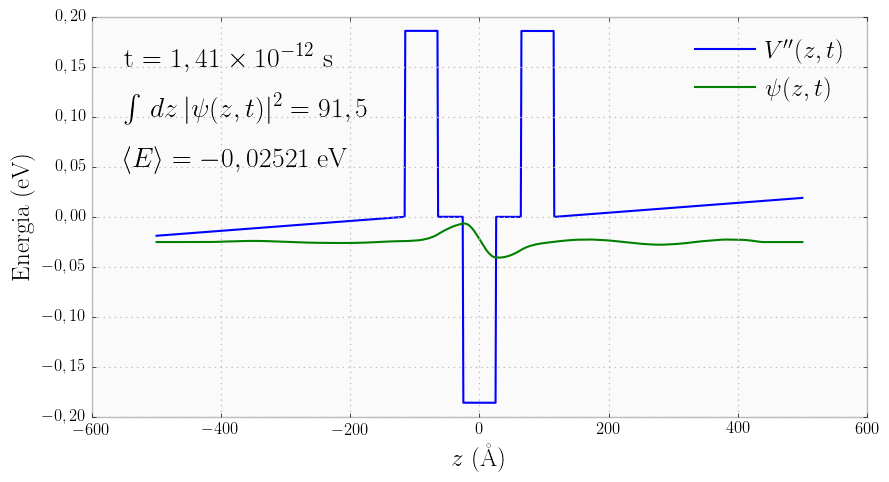 t = 1,41 × 10⁻¹² s
∫ dz |ψ(z,t)|² = 91,5
⟨E⟩ = −0,02521 eV
V″(z,t)
ψ(z,t)
Energia (eV)
0,20
0,15
0,10
0,05
0,00
−0,05
−0,10
−0,15
−0,20
−600 −400 −200 0 200 400 600
z (Å)